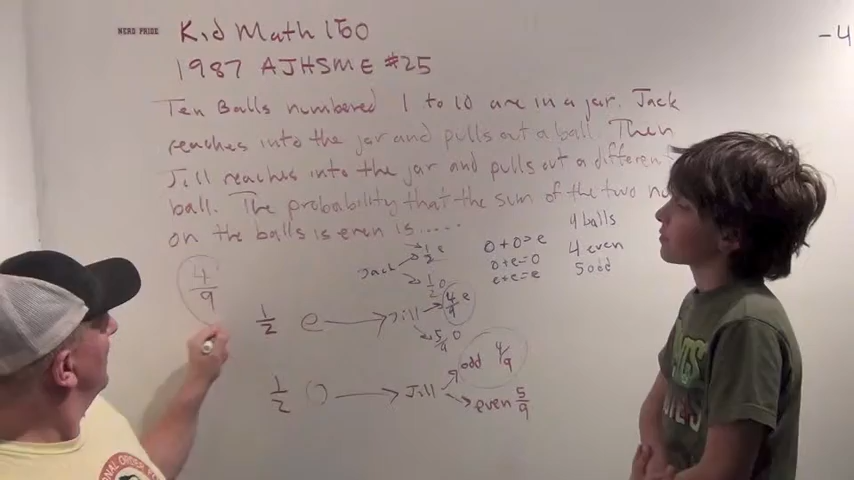 NERD PRIDE
Kid Math 160
1987 AJHSME #25
Ten Balls numbered 1 to 10 are in a jar. Jack
reaches into the jar and pulls out a ball. Then
Jill reaches into the jar and pulls out a different
ball. The probability that the sum of the two
on the balls is even is.....
-4
Jack
1/2 e
1/2 o
o+o=e
o+e=o
e+e=e
9 balls
4 even
5 odd
4/9
1/2 e Jill
4/9 e
5/9 o
1/2 O Jill
odd 4/9
even 5/9